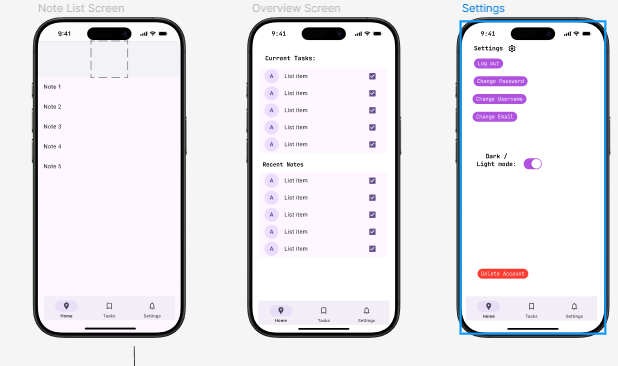 Note List Screen
9:41
Note 1
Note 2
Note 3
Note 4
Note 5
Home Tasks Settings
Overview Screen
9:41
Current Tasks:
A List item
A List item
A List item
A List item
A List item
Recent Notes
A List item
A List item
A List item
A List item
A List item
Home Tasks Settings
Settings
9:41
Settings
Log out
Change Password
Change Username
Change Email
Dark /
Light mode:
Delete Account
Home Tasks Settings